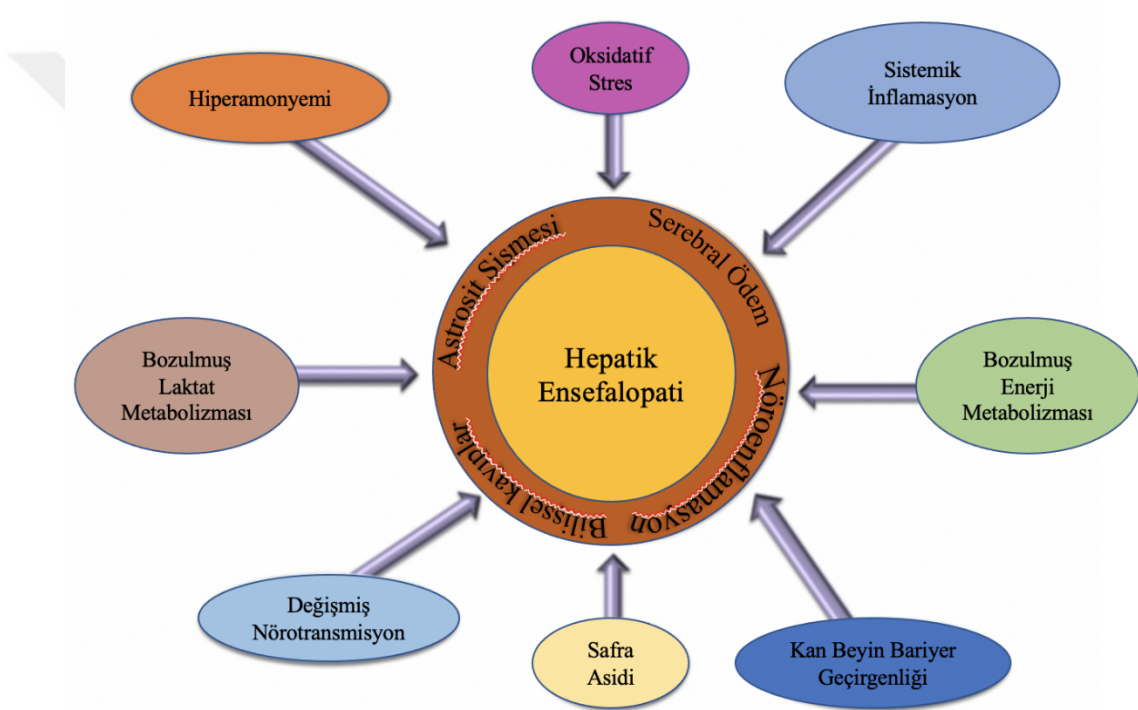 Oksidatif
Stres
Hiperamonyemi
Sistemik
İnflamasyon
Astrosit Sismesi
Serebral Ödem
Hepatik
Ensefalopati
Nöroenflamasyon
Bilişsel kayıplar
Bozulmuş
Laktat
Metabolizması
Bozulmuş
Enerji
Metabolizması
Değişmiş
Nörotransmisyon
Safra
Asidi
Kan Beyin Bariyer
Geçirgenliği